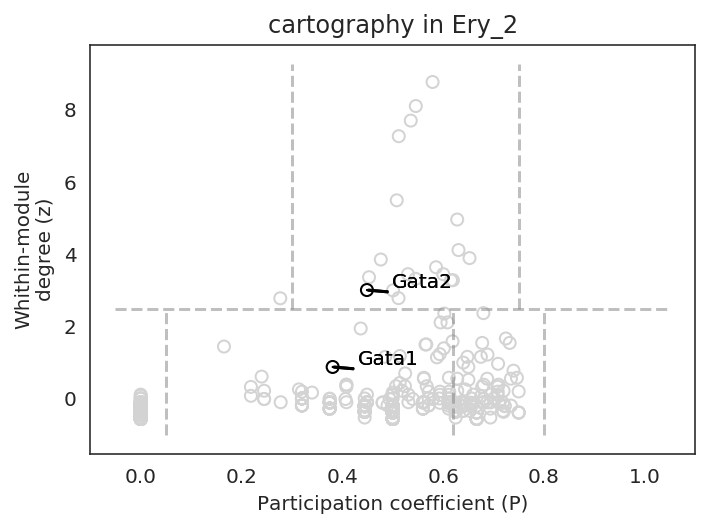 cartography in Ery_2
Whithin-module
degree (z)
8
6
4
2
0
Gata2
Gata1
0.0 0.2 0.4 0.6 0.8 1.0
Participation coefficient (P)